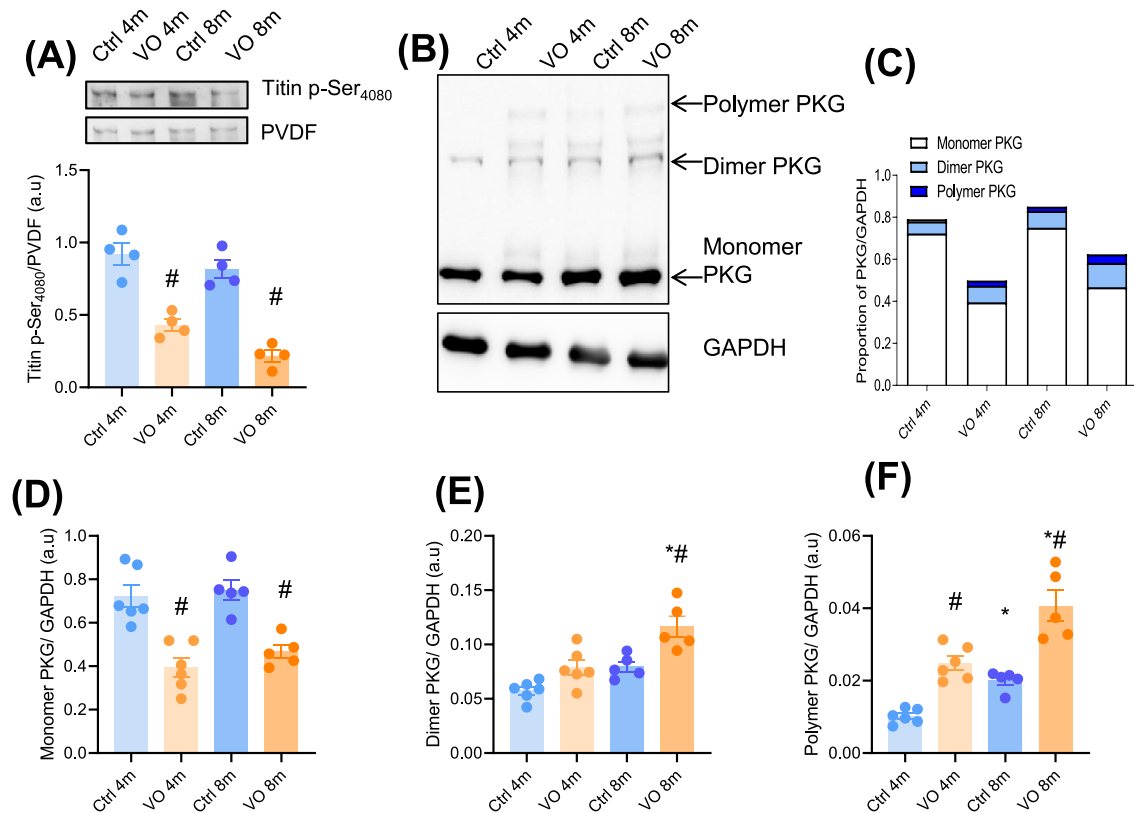 (A)
Ctrl 4m
VO 4m
Ctrl 8m
VO 8m
Titin p-Ser4080
PVDF
Titin p-Ser4080/PVDF (a.u)
1.5
1.0
0.5
0.0
#
#
Ctrl 4m
VO 4m
Ctrl 8m
VO 8m
(B)
Ctrl 4m
VO 4m
Ctrl 8m
VO 8m
Polymer PKG
Dimer PKG
Monomer
PKG
GAPDH
(C)
Monomer PKG
Dimer PKG
Polymer PKG
Proportion of PKG/GAPDH
1.0
0.8
0.6
0.4
0.2
0.0
Ctrl 4m
VO 4m
Ctrl 8m
VO 8m
(D)
Monomer PKG/ GAPDH (a.u)
1.0
0.8
0.6
0.4
0.2
0.0
#
#
Ctrl 4m
VO 4m
Ctrl 8m
VO 8m
(E)
Dimer PKG/ GAPDH (a.u)
0.20
0.15
0.10
0.05
0.00
*#
Ctrl 4m
VO 4m
Ctrl 8m
VO 8m
(F)
Polymer PKG/ GAPDH (a.u)
0.06
0.04
0.02
0.00
#
*
*#
Ctrl 4m
VO 4m
Ctrl 8m
VO 8m